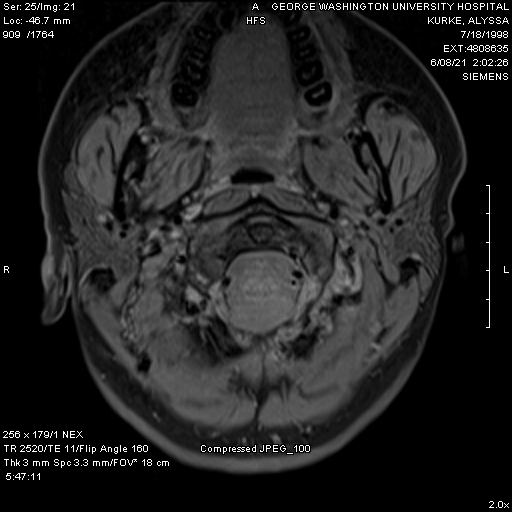 Ser: 25/Img: 21
Loc: -46.7 mm
909 /1764
A
HFS
GEORGE WASHINGTON UNIVERSITY HOSPITAL
KURKE, ALYSSA
7/18/1998
EXT:4808635
6/08/21 2:02:26
SIEMENS
R
L
256 x 179/1 NEX
TR 2520/TE 11/Flip Angle 160
Thk 3 mm Spc 3.3 mm/FOV* 18 cm
5:47:11
Compressed JPEG_100
2.0x